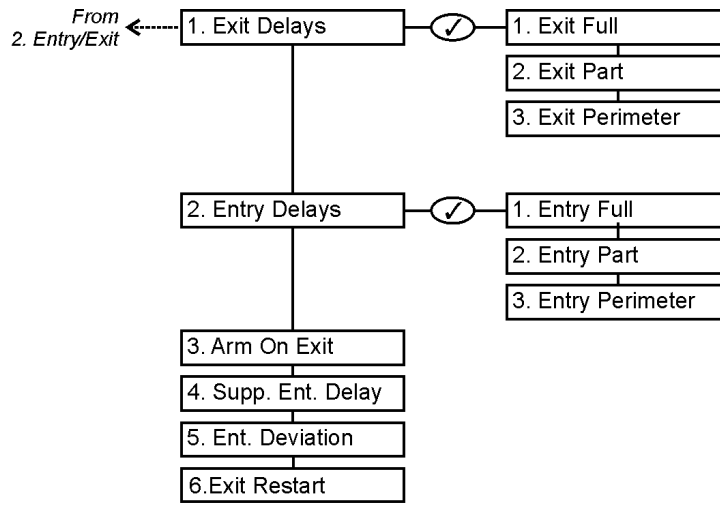 From
2. Entry/Exit
1. Exit Delays
✓
1. Exit Full
2. Exit Part
3. Exit Perimeter
2. Entry Delays
✓
1. Entry Full
2. Entry Part
3. Entry Perimeter
3. Arm On Exit
4. Supp. Ent. Delay
5. Ent. Deviation
6.Exit Restart